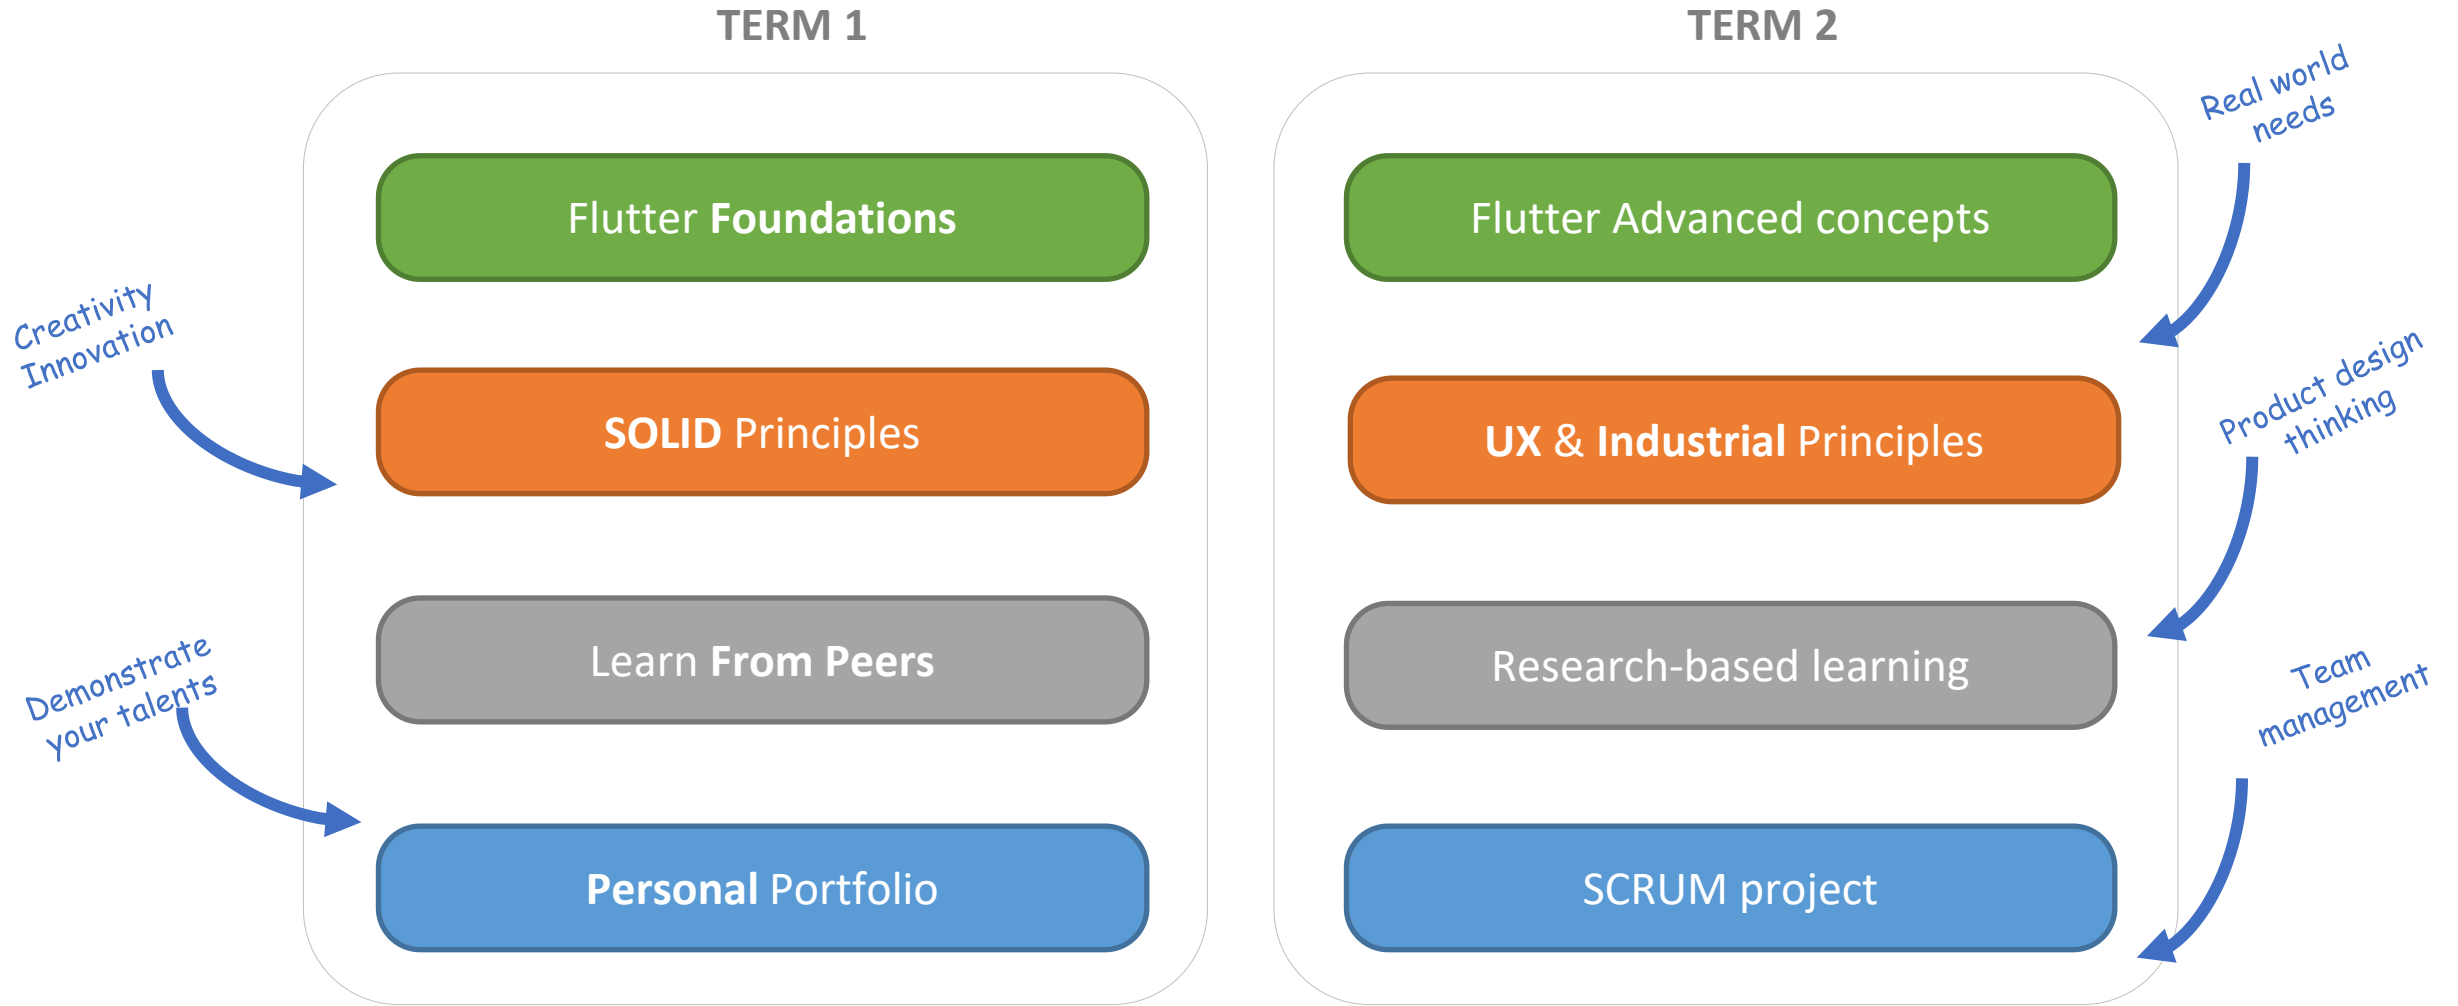 TERM 1
TERM 2
Flutter Foundations
SOLID Principles
Learn From Peers
Personal Portfolio
Flutter Advanced concepts
UX & Industrial Principles
Research-based learning
SCRUM project
Creativity
Innovation
Demonstrate
your talents
Real world
needs
Product design
thinking
Team
management